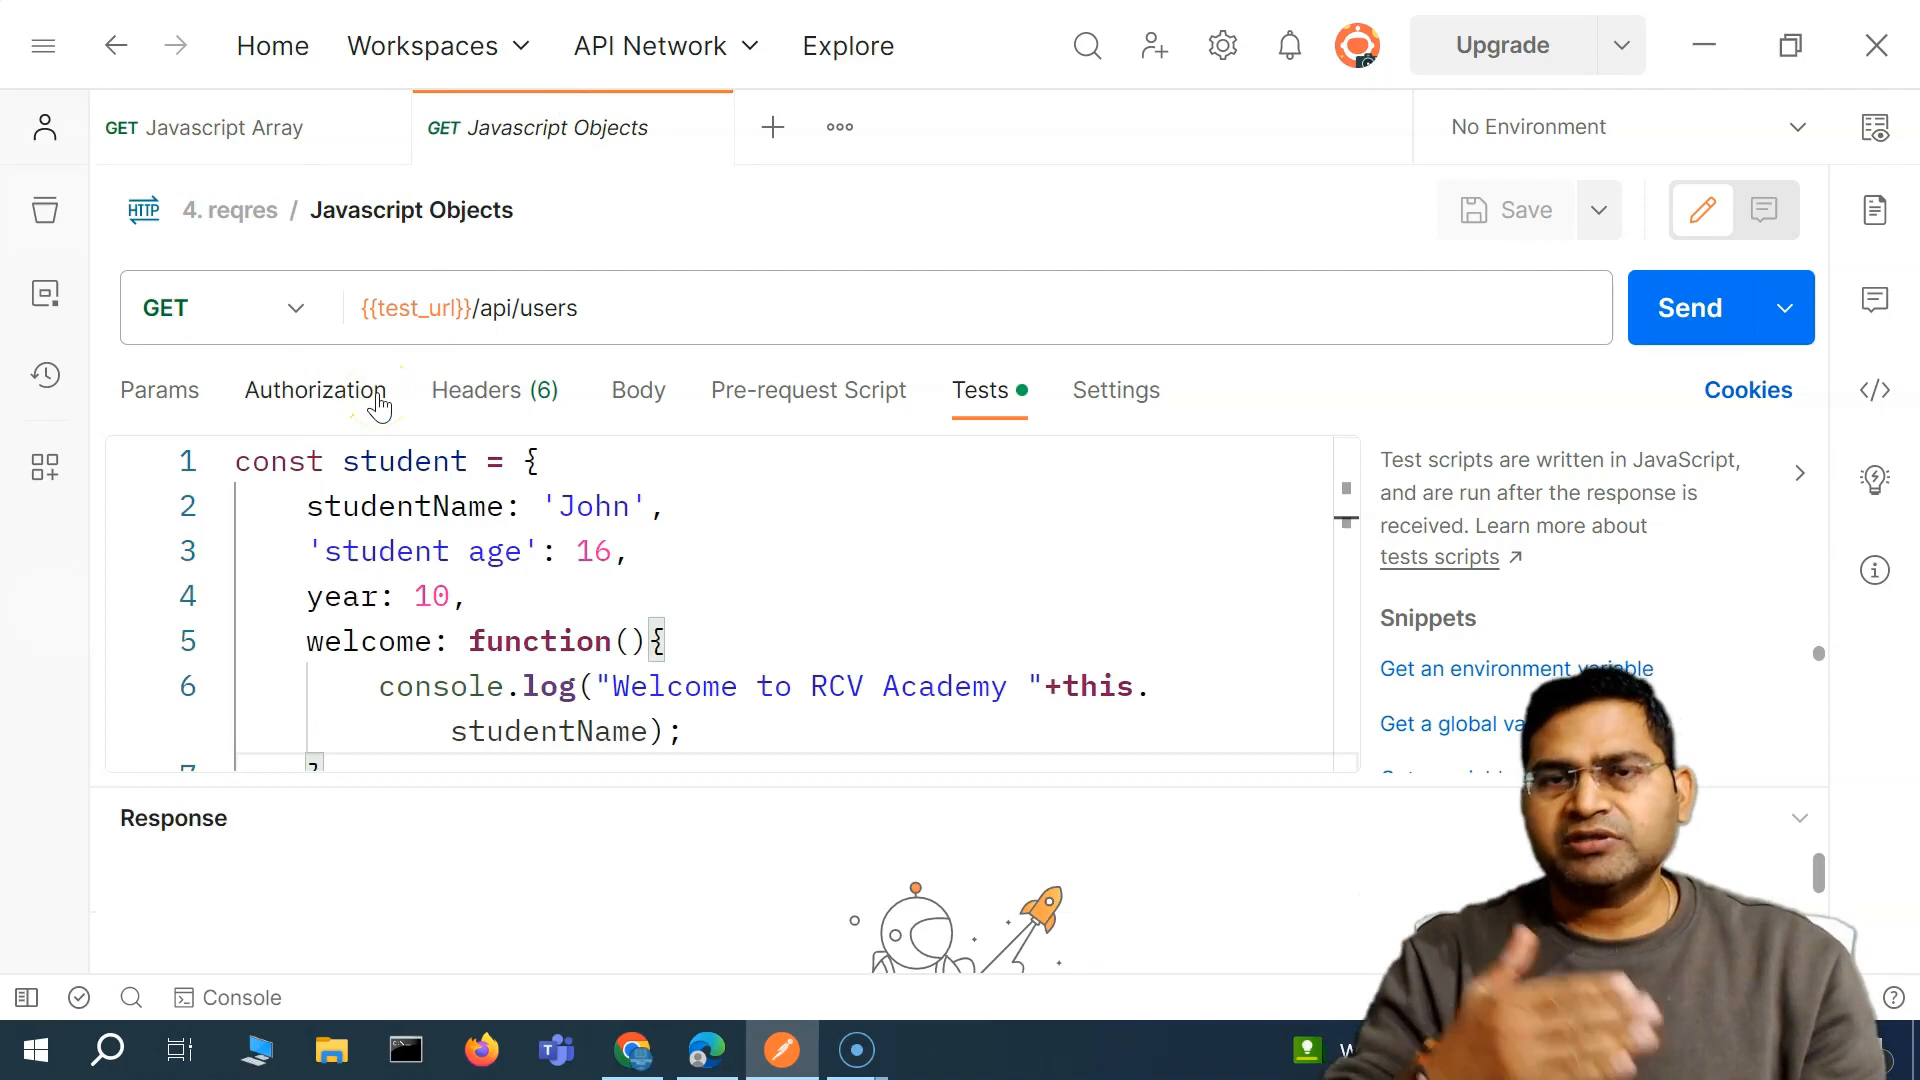 Home Workspaces API Network Explore Upgrade
GET Javascript Array GET Javascript Objects No Environment
HTTP 4. reqres / Javascript Objects Save
GET {{test_url}}/api/users Send
Params Authorization Headers (6) Body Pre-request Script Tests Settings Cookies
1 const student = {
2 studentName: 'John',
3 'student age': 16,
4 year: 10,
5 welcome: function(){
6 console.log("Welcome to RCV Academy "+this.
studentName);
7 }
Test scripts are written in JavaScript,
and are run after the response is
received. Learn more about
tests scripts
Snippets
Get an environment variable
Get a global va
Response
Console